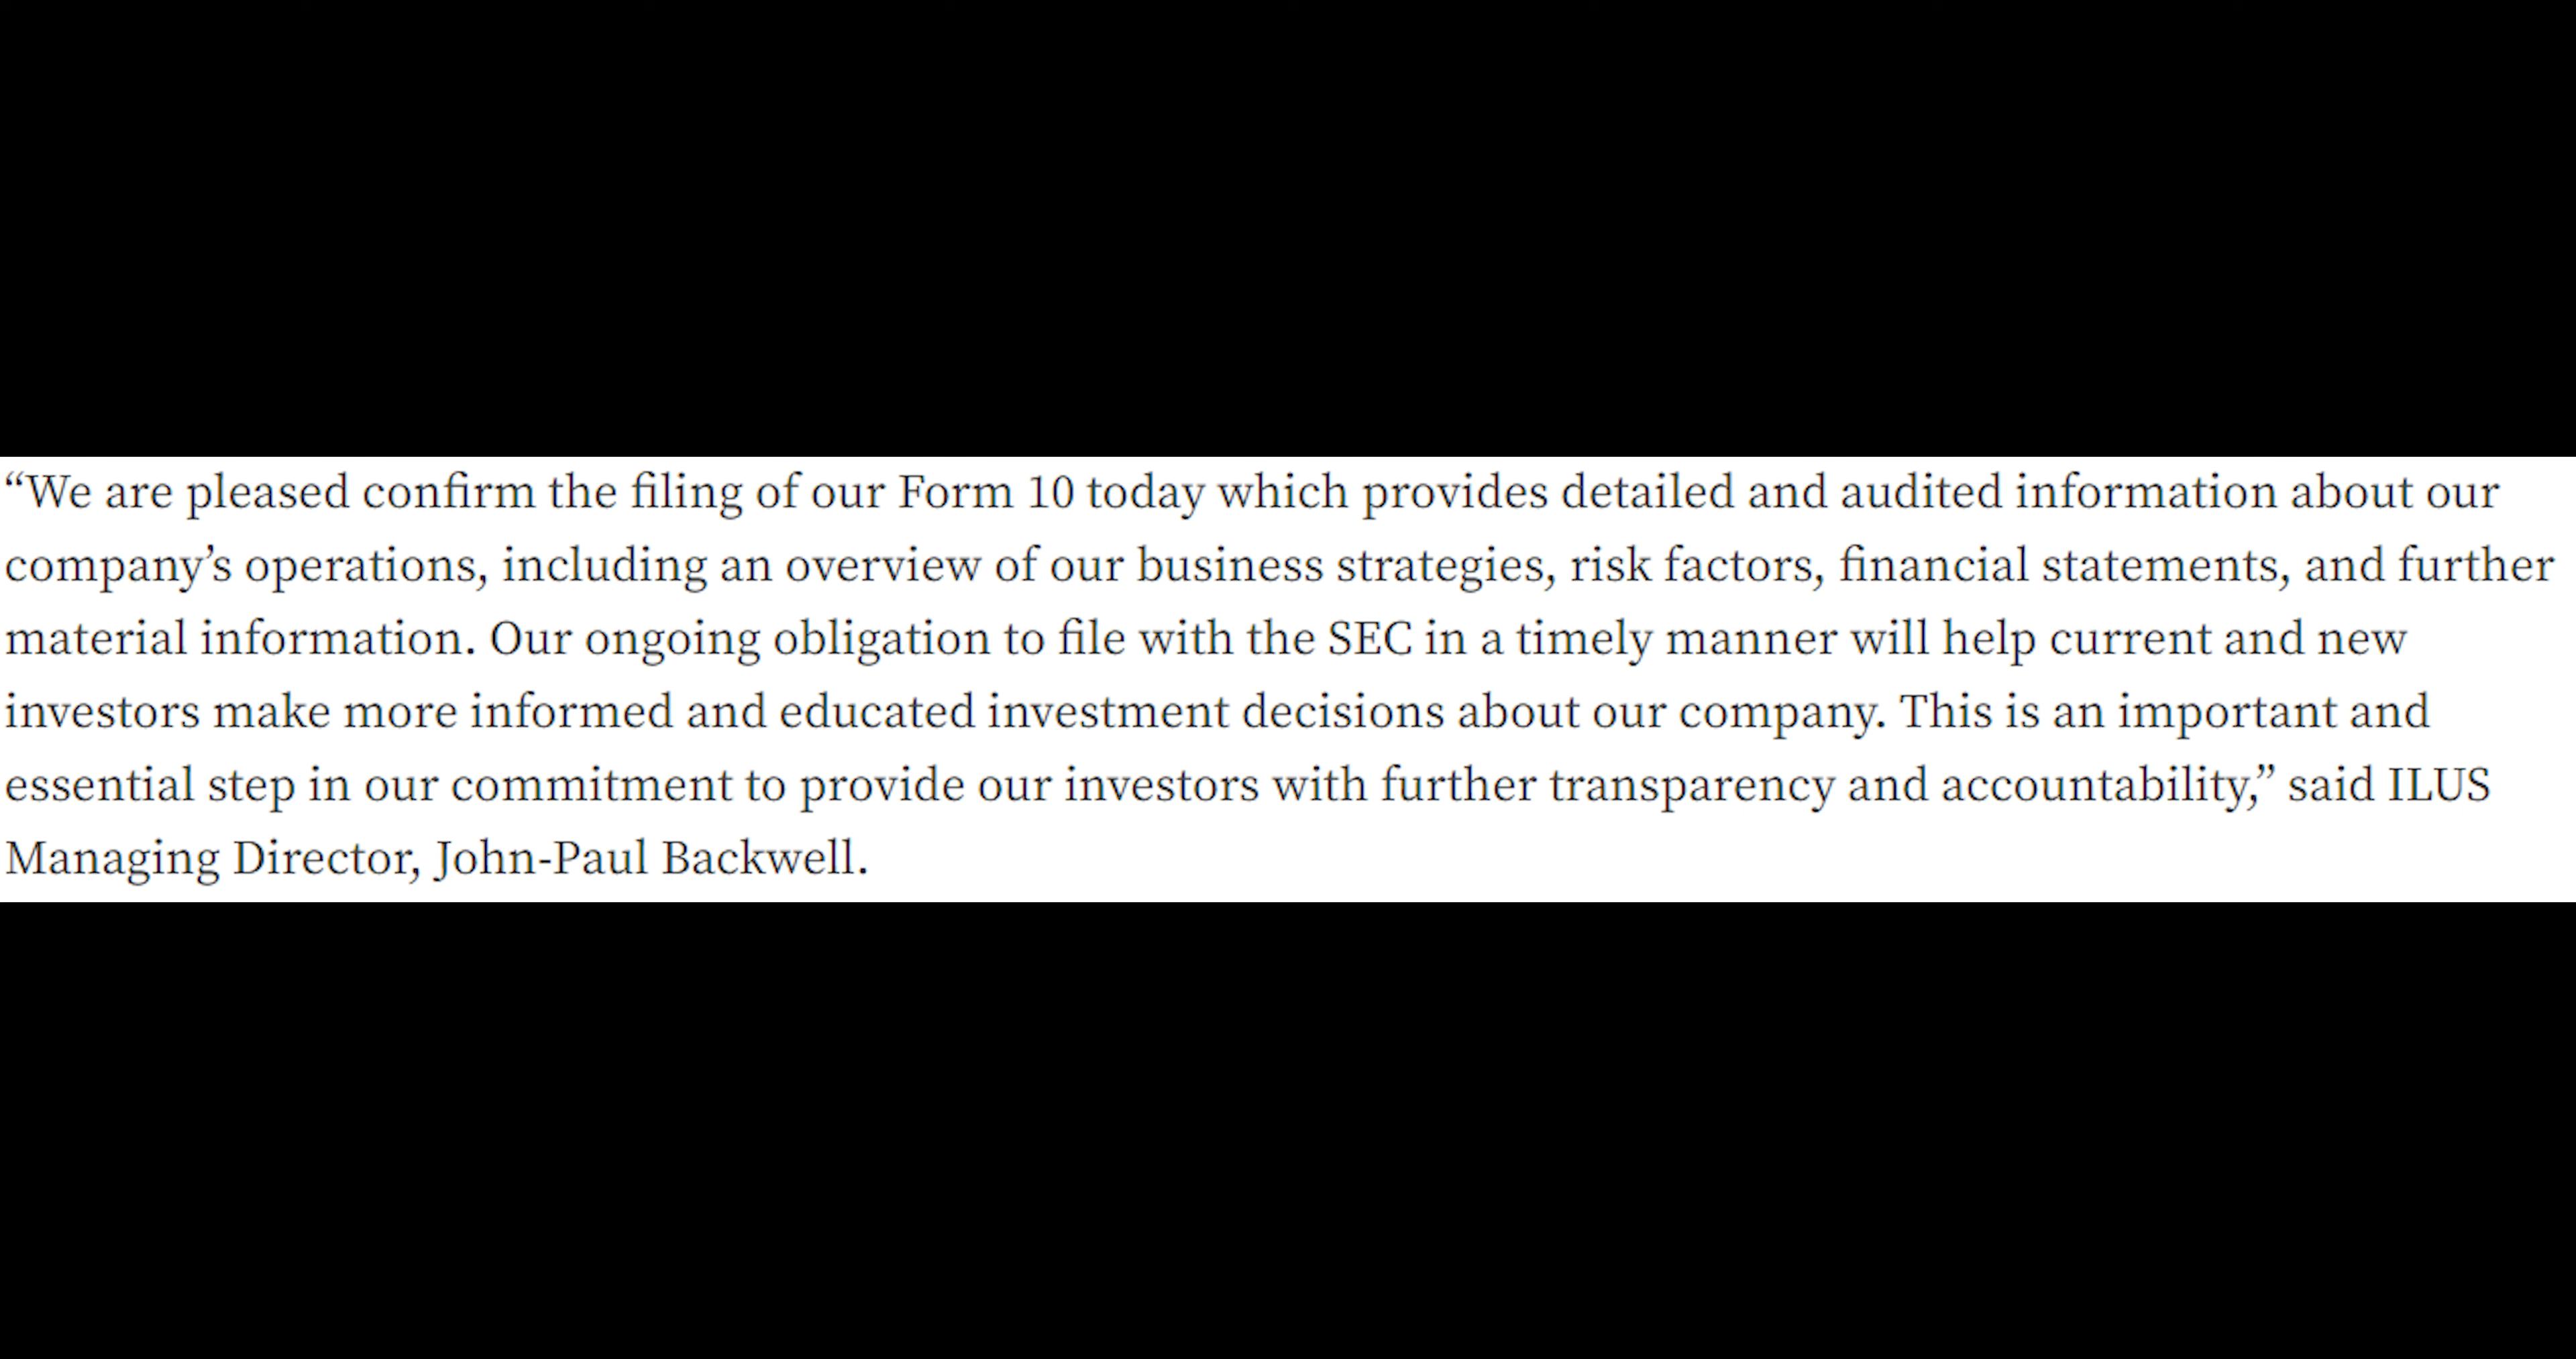 “We are pleased confirm the filing of our Form 10 today which provides detailed and audited information about our
company’s operations, including an overview of our business strategies, risk factors, financial statements, and further
material information. Our ongoing obligation to file with the SEC in a timely manner will help current and new
investors make more informed and educated investment decisions about our company. This is an important and
essential step in our commitment to provide our investors with further transparency and accountability,” said ILUS
Managing Director, John-Paul Backwell.